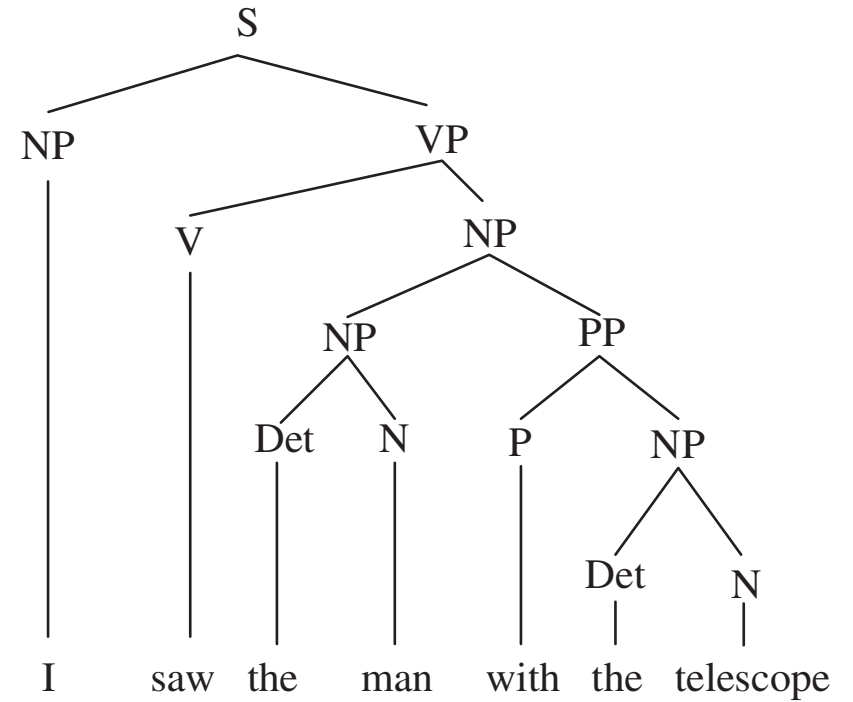 S
NP VP
V NP
NP PP
Det N P NP
Det N
I saw the man with the telescope